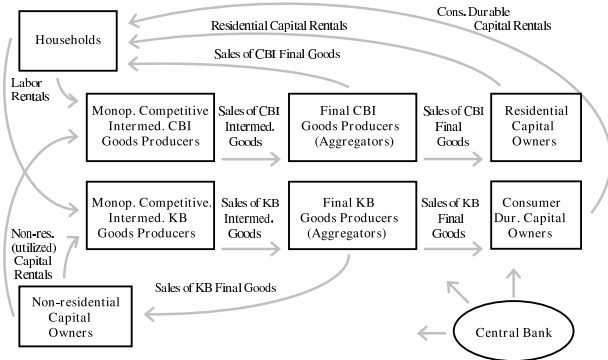 Cons. Durable
Capital Rentals
Residential Capital Rentals
Households
Sales of CBI Final Goods
Labor
Rentals
Monop. Competitive
Intermed. CBI
Goods Producers
Sales of CBI
Intermed.
Goods
Final CBI
Goods Producers
(Aggregators)
Sales of CBI
Final
Goods
Residential
Capital
Owners
Monop. Competitive.
Intermed. KB
Goods Producers
Sales of KB
Intermed.
Goods
Final KB
Goods Producers
(Aggregators)
Sales of KB
Final
Goods
Consumer
Dur. Capital
Owners
Non-res.
(utilized)
Capital
Rentals
Sales of KB Final Goods
Non-residential
Capital
Owners
Central Bank